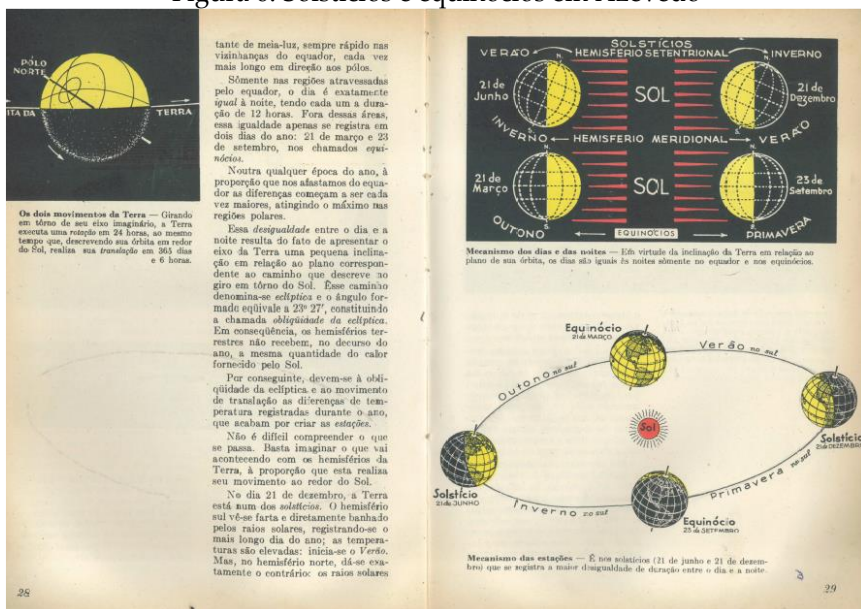 Figura 6: Solstícios e equinócios em Azevedo
PÓLO
NORTE
ITA DA
TERRA
Os dois movimentos da Terra — Girando
em tôrno de seu eixo imaginário, a Terra
executa uma rotação em 24 horas, ao mesmo
tempo que, descrevendo sua órbita em redor
do Sol, realiza sua translação em 365 dias
e 6 horas.
28
tante de meia-luz, sempre rápido nas
vizinhanças do equador, cada vez
mais longo em direção aos pólos.
Sòmente nas regiões atravessadas
pelo equador, o dia é exatamente
igual à noite, tendo cada um a dura-
ção de 12 horas. Fora dessas áreas,
essa igualdade apenas se registra em
dois dias do ano: 21 de março e 23
de setembro, nos chamados equi-
nócios.
Noutra qualquer época do ano, à
proporção que nos afastamos do equa-
dor as diferenças começam a ser cada
vez maiores, atingindo o máximo nas
regiões polares.
Essa desigualdade entre o dia e a
noite resulta do fato de apresentar o
eixo da Terra uma pequena inclina-
ção em relação ao plano correspon-
dente ao caminho que descreve no
giro em tôrno do Sol. Êsse caminho
denomina-se eclíptica e o ângulo for-
mado eqüivale a 23º 27', constituindo
a chamada obliqüidade da eclíptica.
Em conseqüência, os hemisférios ter-
restres não recebem, no decurso do
ano, a mesma quantidade do calor
fornecido pelo Sol.
Por conseguinte, devem-se à obli-
qüidade da eclíptica e ao movimento
de translação as diferenças de tem-
peratura registradas durante o ano,
que acabam por criar as estações.
Não é difícil compreender o que
se passa. Basta imaginar o que vai
acontecendo com os hemisférios da
Terra, à proporção que esta realiza
seu movimento ao redor do Sol.
No dia 21 de dezembro, a Terra
está num dos solstícios. O hemisfério
sul vê-se farta e diretamente banhado
pelos raios solares, registrando-se o
mais longo dia do ano; as tempera-
turas são elevadas: inicia-se o Verão.
Mas, no hemisfério norte, dá-se exa-
tamente o contrário: os raios solares
SOLSTÍCIOS
VERÃO HEMISFÉRIO SETENTRIONAL INVERNO
21 de
Junho
SOL
21 de
Dezembro
INVERNO HEMISFERIO MERIDIONAL VERÃO
21 de
Março
SOL
23 de
Setembro
OUTONO EQUINÓCIOS PRIMAVERA
Mecanismo dos dias e das noites — Em virtude da inclinação da Terra em relação ao
plano de sua órbita, os dias são iguais às noites sòmente no equador e nos equinócios.
Equinócio
21 de MARÇO
Outono no sul
Verão no sul
Sol
Solstício
21 de DEZEMBRO
Solstício
21 de JUNHO
Inverno no sul
Primavera no sul
Equinócio
23 de SETEMBRO
Mecanismo das estações — É nos solstícios (21 de junho e 21 de dezem-
bro) que se registra a maior desigualdade de duração entre o dia e a noite.
29